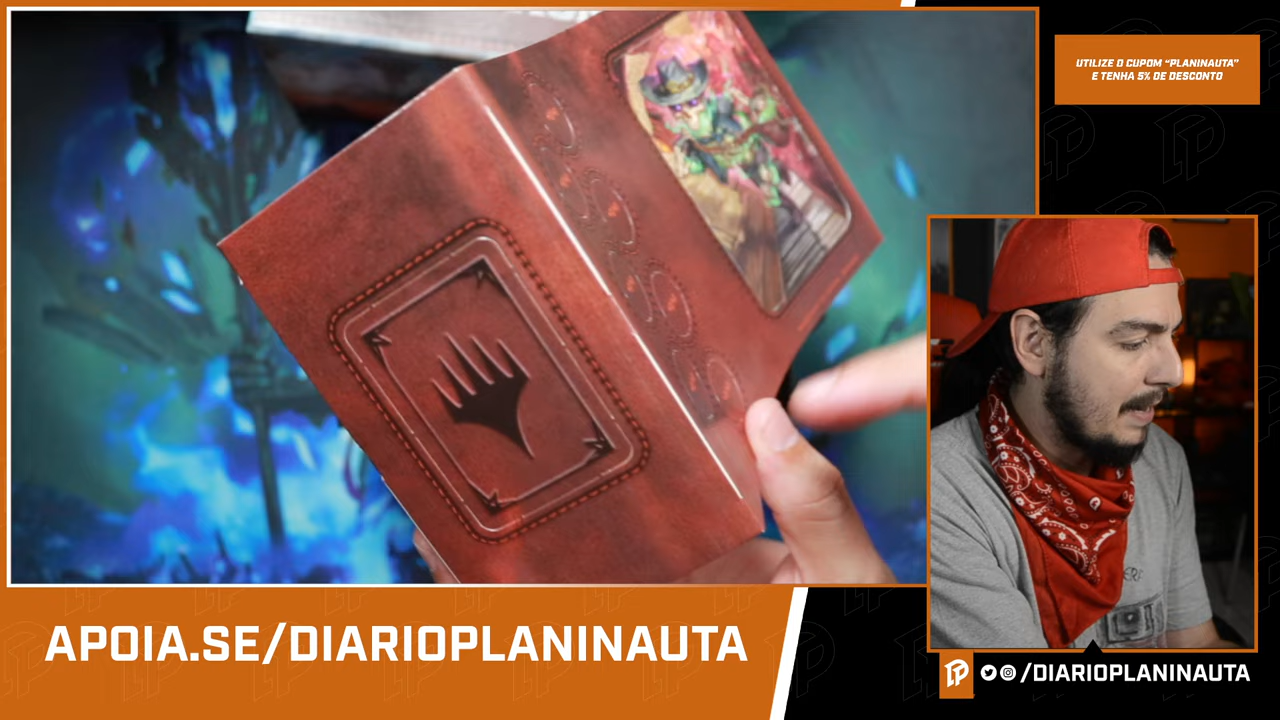 UTILIZE O CUPOM “PLANINAUTA”
E TENHA 5% DE DESCONTO
APOIA.SE/DIARIOPLANINAUTA
/DIARIOPLANINAUTA